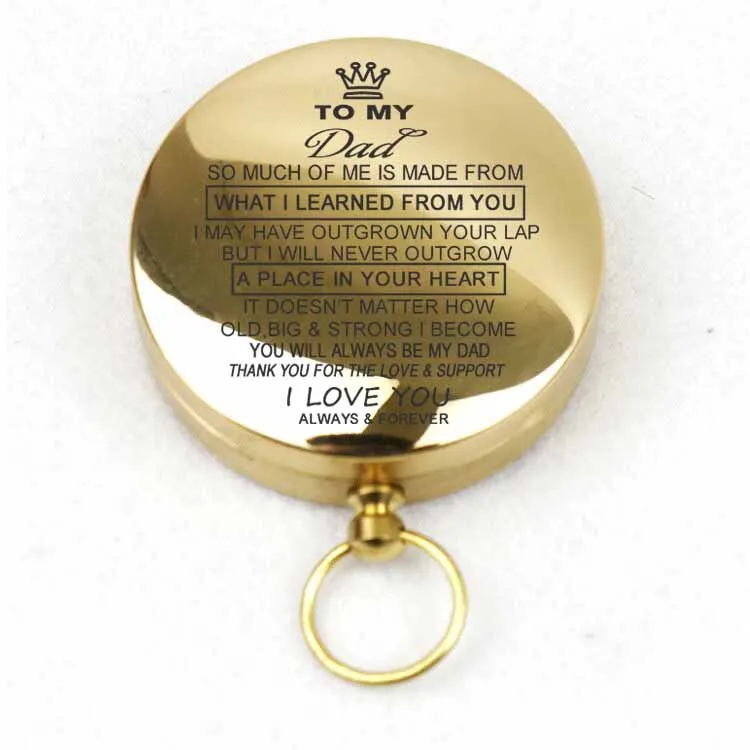 TO MY
Dad
SO MUCH OF ME IS MADE FROM
WHAT I LEARNED FROM YOU
I MAY HAVE OUTGROWN YOUR LAP
BUT I WILL NEVER OUTGROW
A PLACE IN YOUR HEART
IT DOESN'T MATTER HOW
OLD,BIG & STRONG I BECOME
YOU WILL ALWAYS BE MY DAD
THANK YOU FOR THE LOVE & SUPPORT
I LOVE YOU
ALWAYS & FOREVER